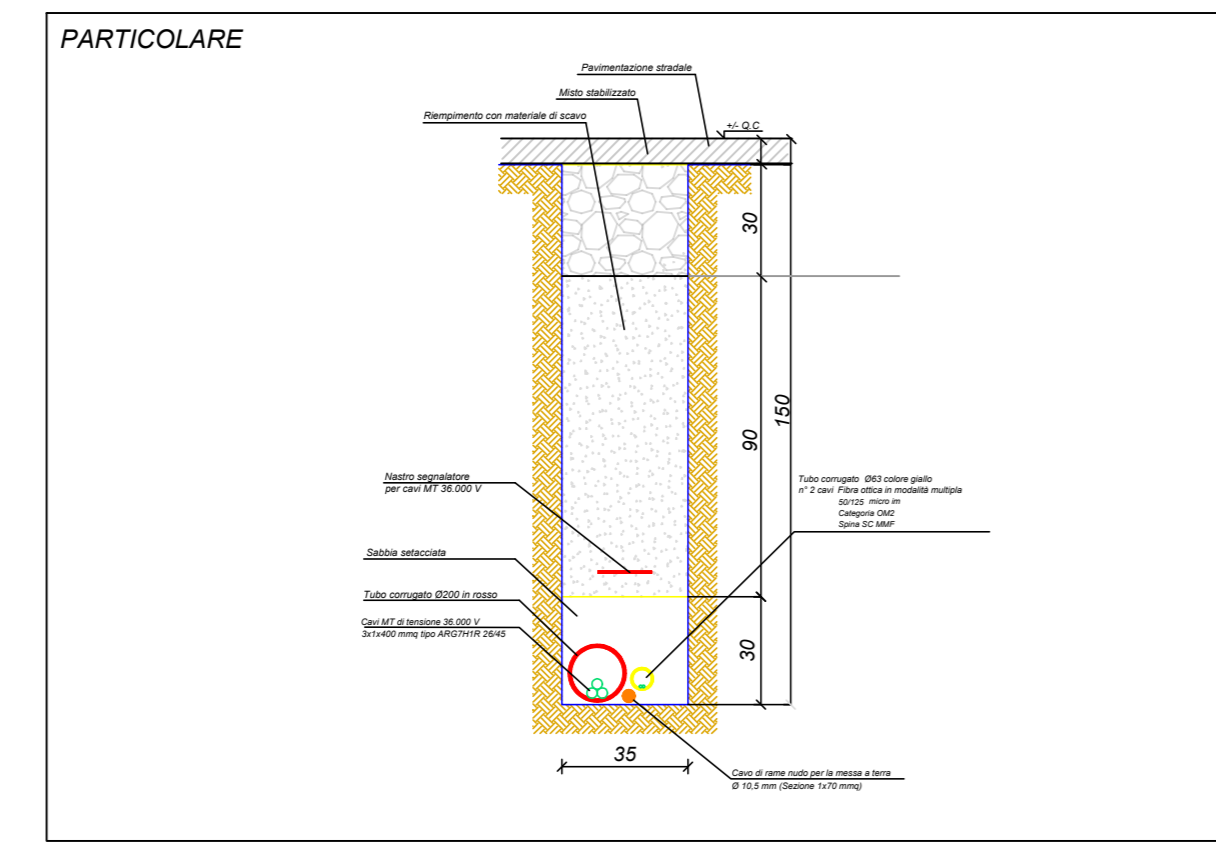 PARTICOLARE
Pavimentazione stradale
Misto stabilizzato
Riempimento con materiale di scavo
+/- Q.C
30
90
150
Nastro segnalatore
per cavi MT 36.000 V
Tubo corrugato Ø63 colore giallo
n° 2 cavi Fibra ottica in modalità multipla
50/125 micro im
Categoria OM2
Spina SC MMF
Sabbia setacciata
Tubo corrugato Ø200 in rosso
Cavi MT di tensione 36.000 V
3x1x400 mmq tipo ARG7H1R 26/45
30
35
Cavo di rame nudo per la messa a terra
Ø 10,5 mm (Sezione 1x70 mmq)